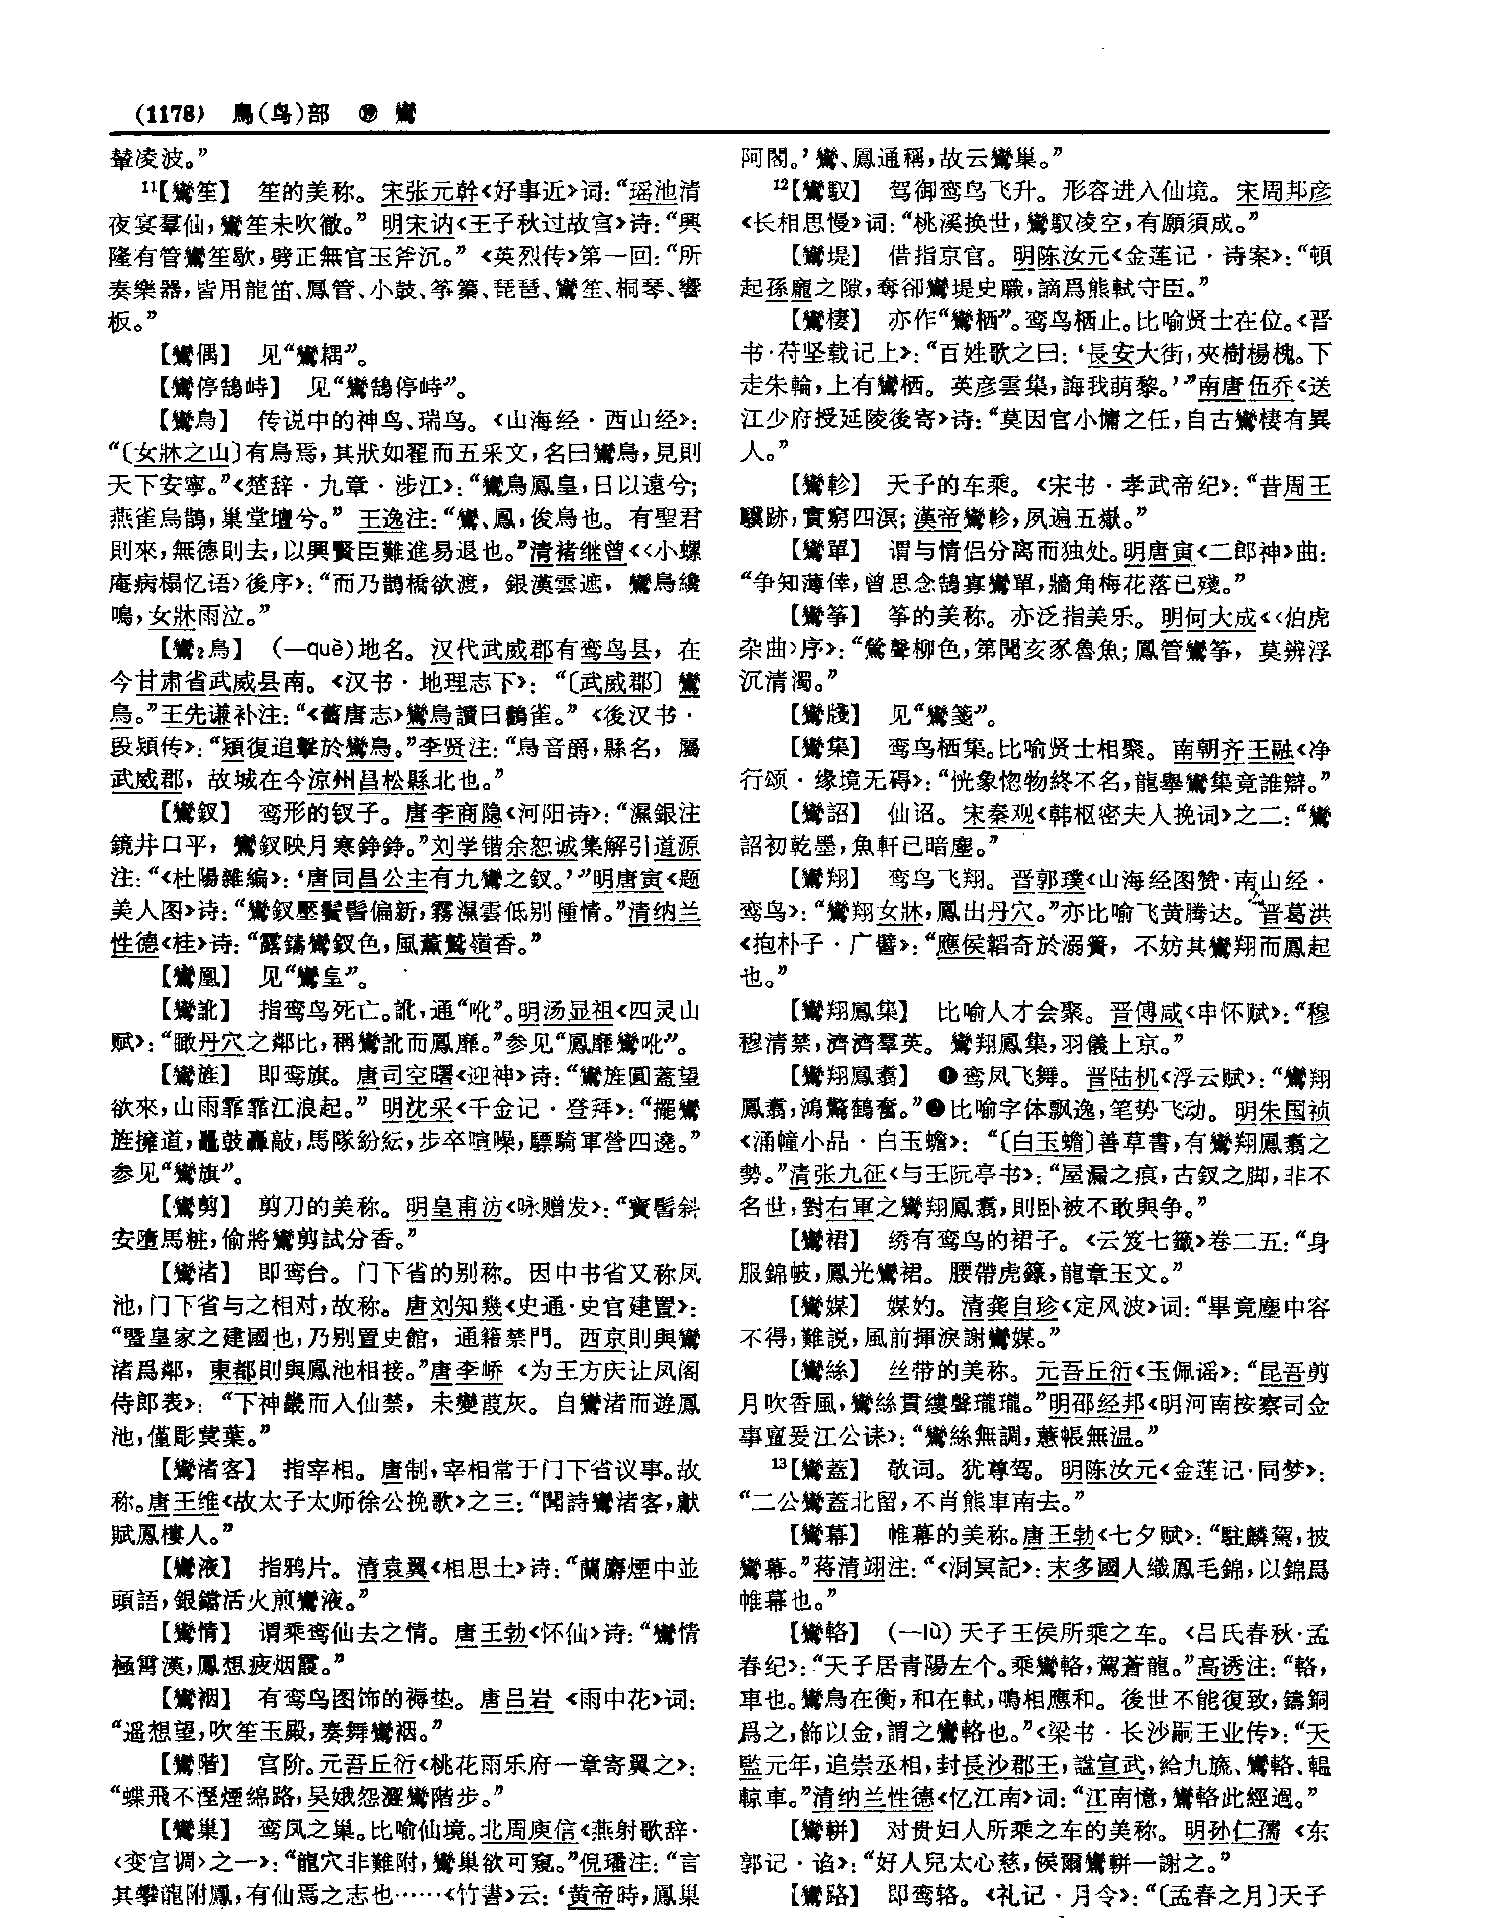 (1178) 鳥(鸟)部 ⑲ 鸞
輦凌波。”
11【鸞笙】 笙的美称。宋张元幹《好事近》词:“瑶池清
夜宴羣仙,鸞笙未吹徹。” 明宋讷《王子秋过故宫》诗:“興
隆有管鸞笙歇,劈正無官玉斧沉。”《英烈传》第一回:“所
奏樂器,皆用龍笛、鳳管、小鼓、筝䇲、琵琶、鸞笙、桐琴、響
板。”
【鸞偶】 见“鸞耦”。
【鸞停鵠峙】 见“鸞鵠停峙”。
【鸞鳥】 传说中的神鸟、瑞鸟。《山海经·西山经》:
“〔女牀之山〕有鳥焉,其狀如翟而五采文,名曰鸞鳥,見則
天下安寧。”《楚辞·九章·涉江》:“鸞鳥鳳皇,日以遠兮;
燕雀烏鵲,巢堂壇兮。” 王逸注:“鸞、鳳,俊鳥也。有聖君
則來,無德則去,以興賢臣難進易退也。”清褚继曾《〈小螺
庵病榻忆语〉後序》:“而乃鵲橋欲渡,銀漢雲遮,鸞鳥纔
鳴,女牀雨泣。”
【鸞2鳥】 (—què)地名。汉代武威郡有鸾鸟县,在
今甘肃省武威县南。《汉书·地理志下》:“〔武威郡〕鸞
鳥。”王先谦补注:“《舊唐志》鸞鳥讀曰鸛雀。”《後汉书·
段熲传》:“熲復追擊於鸞鳥。”李贤注:“鳥音爵,縣名,屬
武威郡,故城在今涼州昌松縣北也。”
【鸞釵】 鸾形的钗子。唐李商隐《河阳诗》:“濕銀注
鏡井口平,鸞釵映月寒錚錚。”刘学锴余恕诚集解引道源
注:“《杜陽雜編》:‘唐同昌公主有九鸞之釵。’”明唐寅《题
美人图》诗:“鸞釵壓鬢髻偏新,霧濕雲低别種情。”清纳兰
性德《桂》诗:“露鑄鸞釵色,風薰鷲嶺香。”
【鸞凰】 见“鸞皇”。
【鸞訛】 指鸾鸟死亡。訛,通“吪”。明汤显祖《四灵山
赋》:“瞰丹穴之鄰比,稱鸞訛而鳳靡。”参见“鳳靡鸞吪”。
【鸞旌】 即鸾旗。唐司空曙《迎神》诗:“鸞旌圓蓋望
欲來,山雨霏霏江浪起。” 明沈采《千金记·登拜》:“擺鸞
旌擁道,鼉鼓轟敲,馬隊紛紜,步卒喧噪,驃騎軍營四遶。”
参见“鸞旗”。
【鸞剪】 剪刀的美称。明皇甫汸《咏赠发》:“寶髻斜
安墮馬粧,偷將鸞剪試分香。”
【鸞渚】 即鸾台。门下省的别称。因中书省又称凤
池,门下省与之相对,故称。唐刘知幾《史通·史官建置》:
“暨皇家之建國也,乃别置史館,通籍禁門。西京則與鸞
渚爲鄰,東都則與鳳池相接。”唐李峤《为王方庆让凤阁
侍郎表》:“下神畿而入仙禁,未變葭灰。自鸞渚而遊鳳
池,僅彫蓂葉。”
【鸞渚客】 指宰相。唐制,宰相常于门下省议事。故
称。唐王维《故太子太师徐公挽歌》之三:“聞詩鸞渚客,獻
賦鳳樓人。”
【鸞液】 指鸦片。清袁翼《相思土》诗:“蘭麝煙中並
頭語,銀鐺活火煎鸞液。”
【鸞情】 谓乘鸾仙去之情。唐王勃《怀仙》诗:“鸞情
極霄漢,鳳想疲烟霞。”
【鸞裀】 有鸾鸟图饰的褥垫。唐吕岩《雨中花》词:
“遥想望,吹笙玉殿,奏舞鸞裀。”
【鸞階】 宫阶。元吾丘衍《桃花雨乐府一章寄翼之》:
“蝶飛不溼煙綿路,吴娥怨澀鸞階步。”
【鸞巢】 鸾凤之巢。比喻仙境。北周庾信《燕射歌辞·
〈变宫调〉之一》:“龍穴非難附,鸞巢欲可窺。”倪璠注:“言
其攀龍附鳳,有仙焉之志也……《竹書》云:‘黄帝時,鳳巢
阿閣。’鸞、鳳通稱,故云鸞巢。”
12【鸞馭】 驾御鸾鸟飞升。形容进入仙境。宋周邦彦
《长相思慢》词:“桃溪换世,鸞馭凌空,有願須成。”
【鸞堤】 借指京官。明陈汝元《金莲记·诗案》:“頓
起孫龐之隙,奪卻鸞堤史職,謫爲熊軾守臣。”
【鸞棲】 亦作“鸞栖”。鸾鸟栖止。比喻贤士在位。《晋
书·苻坚载记上》:“百姓歌之曰:‘長安大街,夾樹楊槐。下
走朱輪,上有鸞栖。英彦雲集,誨我萌黎。’”南唐伍乔《送
江少府授延陵後寄》诗:“莫因官小慵之任,自古鸞棲有異
人。”
【鸞軫】 天子的车乘。《宋书·孝武帝纪》:“昔周王
驥跡,實窮四溟;漢帝鸞軫,夙遍五嶽。”
【鸞單】 谓与情侣分离而独处。明唐寅《二郎神》曲:
“争知薄倖,曾思念鵠寡鸞單,牆角梅花落已殘。”
【鸞筝】 筝的美称。亦泛指美乐。明何大成《〈伯虎
杂曲〉序》:“鶯聲柳色,第聞亥豕魯魚;鳳管鸞筝,莫辨浮
沉清濁。”
【鸞牋】 见“鸞箋”。
【鸞集】 鸾鸟栖集。比喻贤士相聚。南朝齐王融《净
行颂·缘境无碍》:“恍象惚物終不名,龍舉鸞集竟誰辯。”
【鸞詔】 仙诏。宋秦观《韩枢密夫人挽词》之二:“鸞
詔初乾墨,魚軒已暗塵。”
【鸞翔】 鸾鸟飞翔。晋郭璞《山海经图赞·南山经·
鸾鸟》:“鸞翔女牀,鳳出丹穴。”亦比喻飞黄腾达。晋葛洪
《抱朴子·广譬》:“應侯韜奇於溺簀,不妨其鸞翔而鳳起
也。”
【鸞翔鳳集】 比喻人才会聚。晋傅咸《申怀赋》:“穆
穆清禁,濟濟羣英。鸞翔鳳集,羽儀上京。”
【鸞翔鳳翥】 ❶鸾凤飞舞。晋陆机《浮云赋》:“鸞翔
鳳翥,鴻驚鶴奮。”❷比喻字体飘逸,笔势飞动。明朱国祯
《涌幢小品·白玉蟾》:“〔白玉蟾〕善草書,有鸞翔鳳翥之
勢。”清张九征《与王阮亭书》:“屋漏之痕,古釵之脚,非不
名世,對右軍之鸞翔鳳翥,則卧被不敢與争。”
【鸞裙】 绣有鸾鸟的裙子。《云笈七籤》卷二五:“身
服錦帔,鳳光鸞裙。腰帶虎籙,龍章玉文。”
【鸞媒】 媒妁。清龚自珍《定风波》词:“畢竟塵中容
不得,難説,風前揮淚謝鸞媒。”
【鸞絲】 丝带的美称。元吾丘衍《玉佩谣》:“昆吾剪
月吹香風,鸞絲貫缕聲瓏瓏。”明邵经邦《明河南按察司佥
事亶爰江公诔》:“鸞絲無調,蕙帳無温。”
13【鸞蓋】 敬词。犹尊驾。明陈汝元《金莲记·同梦》:
“二公鸞蓋北留,不肖熊車南去。”
【鸞幕】 帷幕的美称。唐王勃《七夕赋》:“駐麟駕,披
鸞幕。”蒋清翊注:“《洞冥記》:末多國人織鳳毛錦,以錦爲
帷幕也。”
【鸞輅】 (—lù)天子王侯所乘之车。《吕氏春秋·孟
春纪》:“天子居青陽左个。乘鸞輅,駕蒼龍。”高诱注:“輅,
車也。鸞鳥在衡,和在軾,鳴相應和。後世不能復致,鑄銅
爲之,飾以金,謂之鸞輅也。”《梁书·长沙嗣王业传》:“天
監元年,追崇丞相,封長沙郡王,諡宣武,給九旒、鸞輅、輼
輬車。”清纳兰性德《忆江南》词:“江南憶,鸞輅此經過。”
【鸞軿】 对贵妇人所乘之车的美称。明孙仁孺《东
郭记·谄》:“好人兒太心慈,侯爾鸞軿一謝之。”
【鸞路】 即鸾辂。《礼记·月令》:“〔孟春之月〕天子